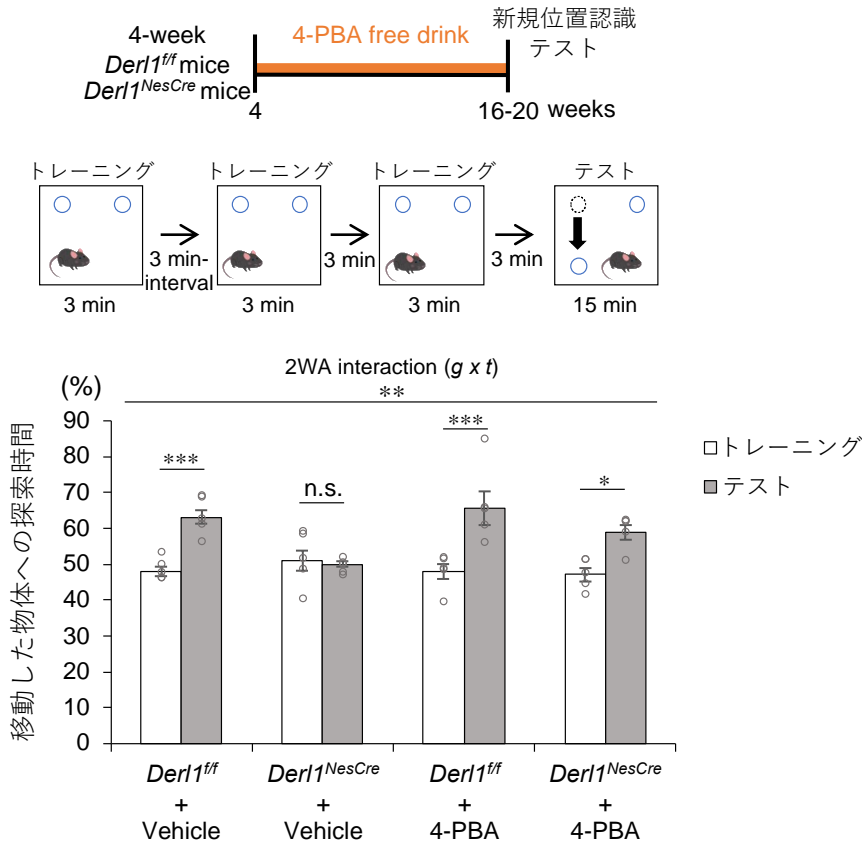 4-week
Derl1f/f mice
Derl1NesCre mice
4-PBA free drink
新規位置認識
テスト
4
16-20 weeks
トレーニング
トレーニング
トレーニング
テスト
3 min-
interval
3 min
3 min
3 min
3 min
3 min
15 min
2WA interaction (g x t)
(%)
**
移動した物体への探索時間
90
80
70
60
50
40
30
20
10
0
***
n.s.
***
*
トレーニング
テスト
Derl1f/f
+
Vehicle
Derl1NesCre
+
Vehicle
Derl1f/f
+
4-PBA
Derl1NesCre
+
4-PBA